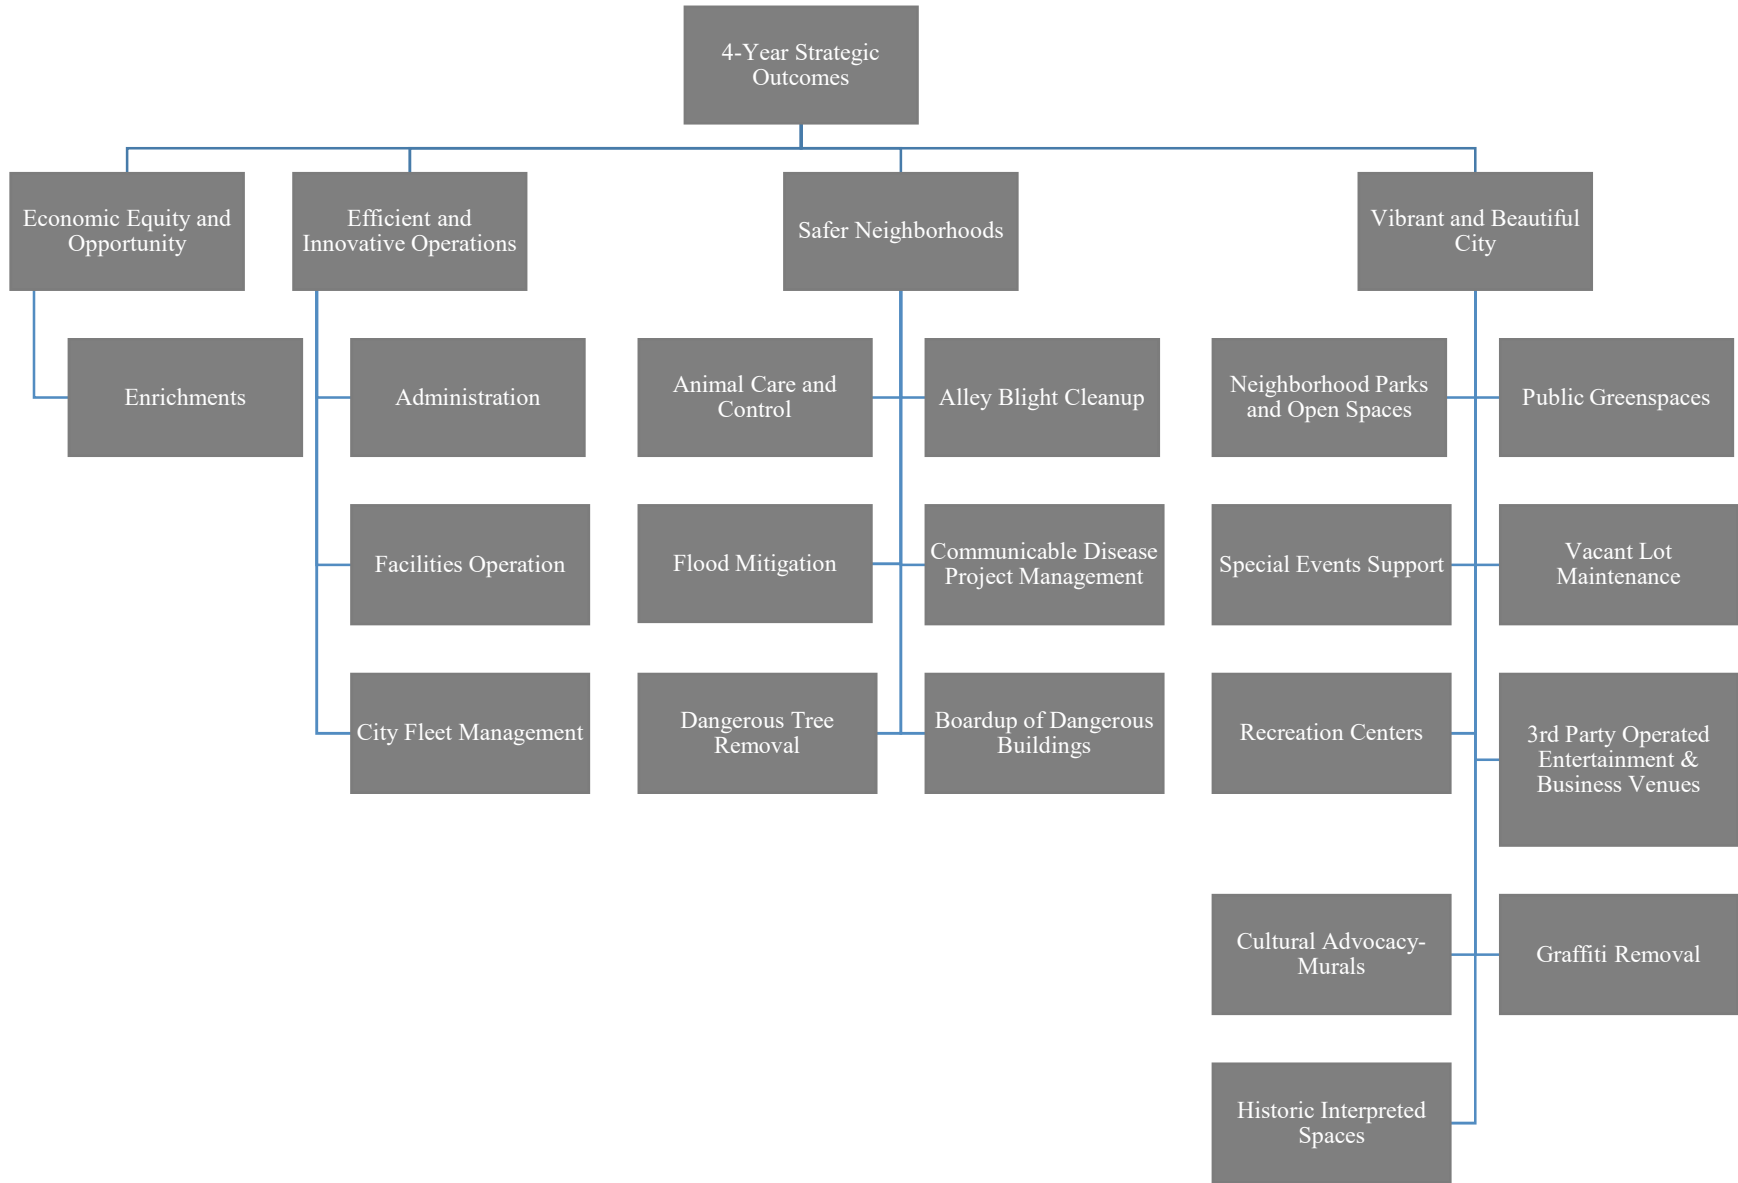 4-Year Strategic
Outcomes
Economic Equity and
Opportunity
Efficient and
Innovative Operations
Safer Neighborhoods
Vibrant and Beautiful
City
Enrichments
Administration
Animal Care and
Control
Alley Blight Cleanup
Neighborhood Parks
and Open Spaces
Public Greenspaces
Facilities Operation
Flood Mitigation
Communicable Disease
Project Management
Special Events Support
Vacant Lot
Maintenance
City Fleet Management
Dangerous Tree
Removal
Boardup of Dangerous
Buildings
Recreation Centers
3rd Party Operated
Entertainment &
Business Venues
Cultural Advocacy-
Murals
Graffiti Removal
Historic Interpreted
Spaces